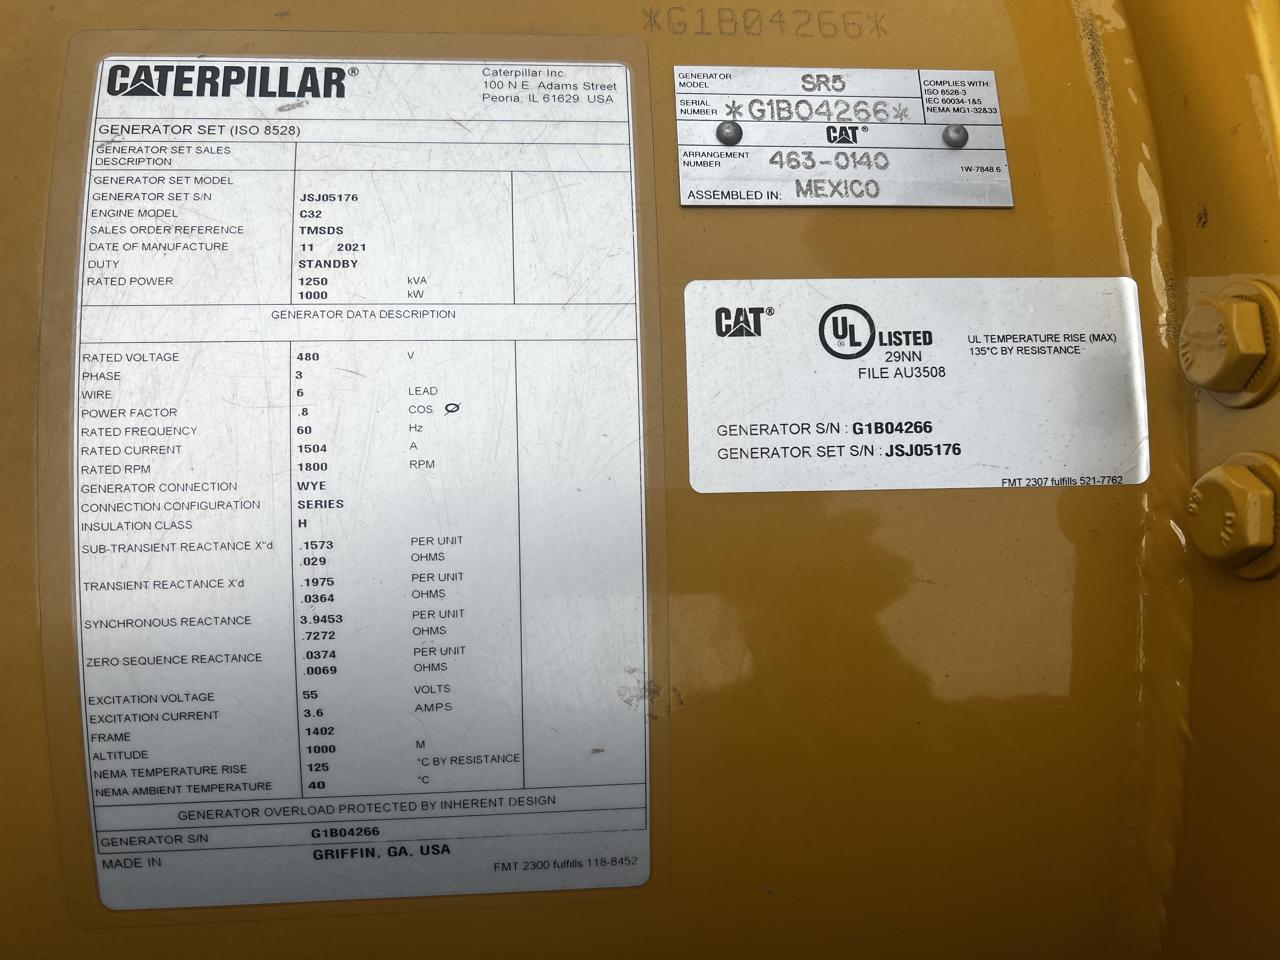 *G1B04266*
CATERPILLAR®
Caterpillar Inc
100 N E Adams Street
Peoria, IL 61629 USA
GENERATOR SET (ISO 8528)
GENERATOR SET SALES
DESCRIPTION
GENERATOR SET MODEL
GENERATOR SET S/N JSJ05176
ENGINE MODEL C32
SALES ORDER REFERENCE TMSDS
DATE OF MANUFACTURE 11 2021
DUTY STANDBY
RATED POWER 1250 kVA
1000 kW
GENERATOR DATA DESCRIPTION
RATED VOLTAGE 480 V
PHASE 3
WIRE 6 LEAD
POWER FACTOR .8 COS Ø
RATED FREQUENCY 60 Hz
RATED CURRENT 1504 A
RATED RPM 1800 RPM
GENERATOR CONNECTION WYE
CONNECTION CONFIGURATION SERIES
INSULATION CLASS H
SUB-TRANSIENT REACTANCE X"d .1573 PER UNIT
.029 OHMS
TRANSIENT REACTANCE X'd .1975 PER UNIT
.0364 OHMS
SYNCHRONOUS REACTANCE 3.9453 PER UNIT
.7272 OHMS
ZERO SEQUENCE REACTANCE .0374 PER UNIT
.0069 OHMS
EXCITATION VOLTAGE 55 VOLTS
EXCITATION CURRENT 3.6 AMPS
FRAME 1402
ALTITUDE 1000 M
NEMA TEMPERATURE RISE 125 °C BY RESISTANCE
NEMA AMBIENT TEMPERATURE 40 °C
GENERATOR OVERLOAD PROTECTED BY INHERENT DESIGN
GENERATOR S/N G1B04266
MADE IN GRIFFIN, GA, USA
FMT 2300 fulfills 118-8452
GENERATOR
MODEL SR5
SERIAL
NUMBER *G1B04266*
COMPLIES WITH:
ISO 8528-3
IEC 60034-1&5
NEMA MG1-32&33
CAT®
ARRANGEMENT
NUMBER 463-0140
1W-7848 6
ASSEMBLED IN: MEXICO
CAT®
UL ® LISTED
29NN
FILE AU3508
UL TEMPERATURE RISE (MAX)
135°C BY RESISTANCE
GENERATOR S/N : G1B04266
GENERATOR SET S/N : JSJ05176
FMT 2307 fulfills 521-7762